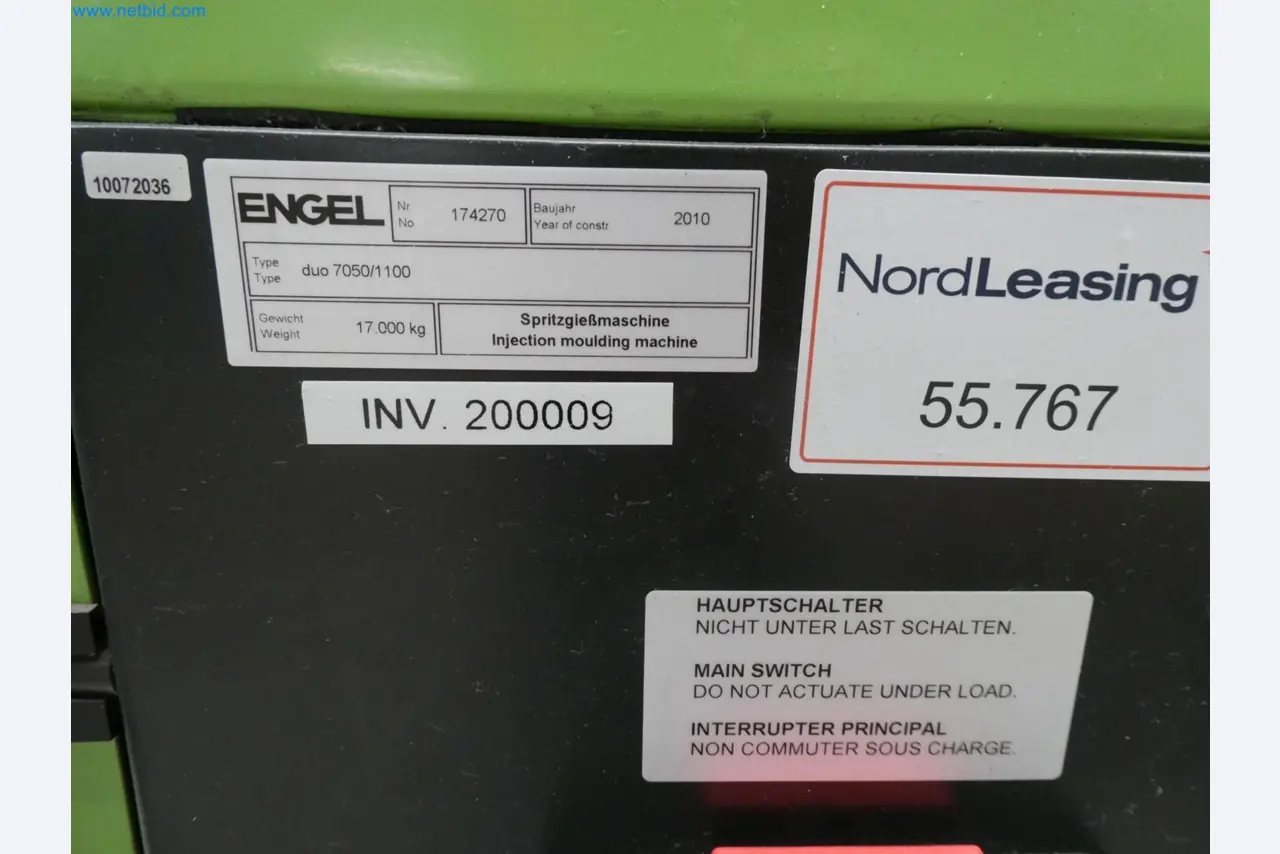 www.netbid.com
10072036
ENGEL
Nr
No
174270
Baujahr
Year of constr
2010
Type
Type
duo 7050/1100
Gewicht
Weight
17.000 kg
Spritzgießmaschine
Injection moulding machine
INV. 200009
NordLeasing
55.767
HAUPTSCHALTER
NICHT UNTER LAST SCHALTEN.
MAIN SWITCH
DO NOT ACTUATE UNDER LOAD.
INTERRUPTER PRINCIPAL
NON COMMUTER SOUS CHARGE.